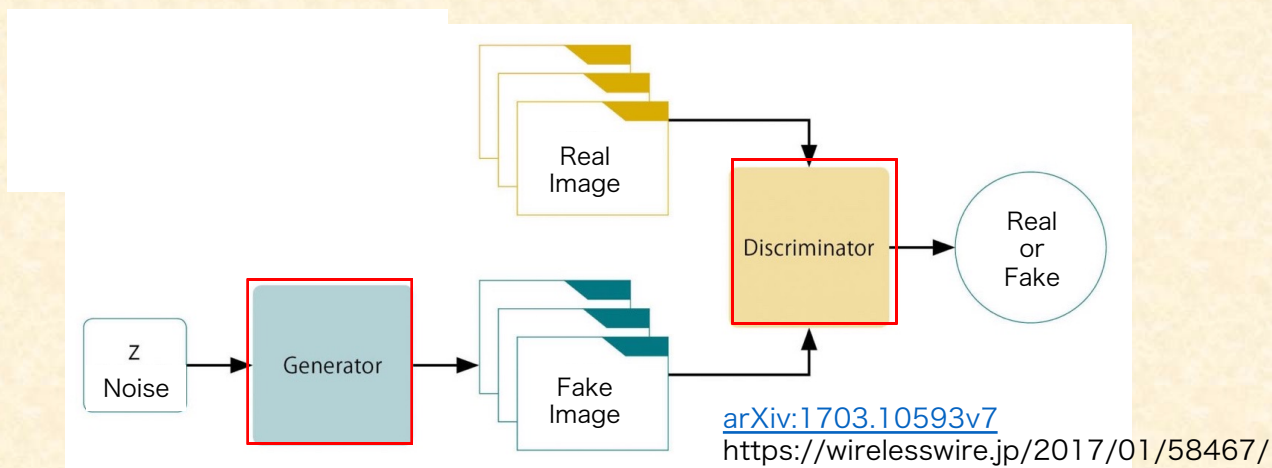 Real
Image
Discriminator
Real
or
Fake
z
Noise
Generator
Fake
Image
arXiv:1703.10593v7
https://wirelesswire.jp/2017/01/58467/